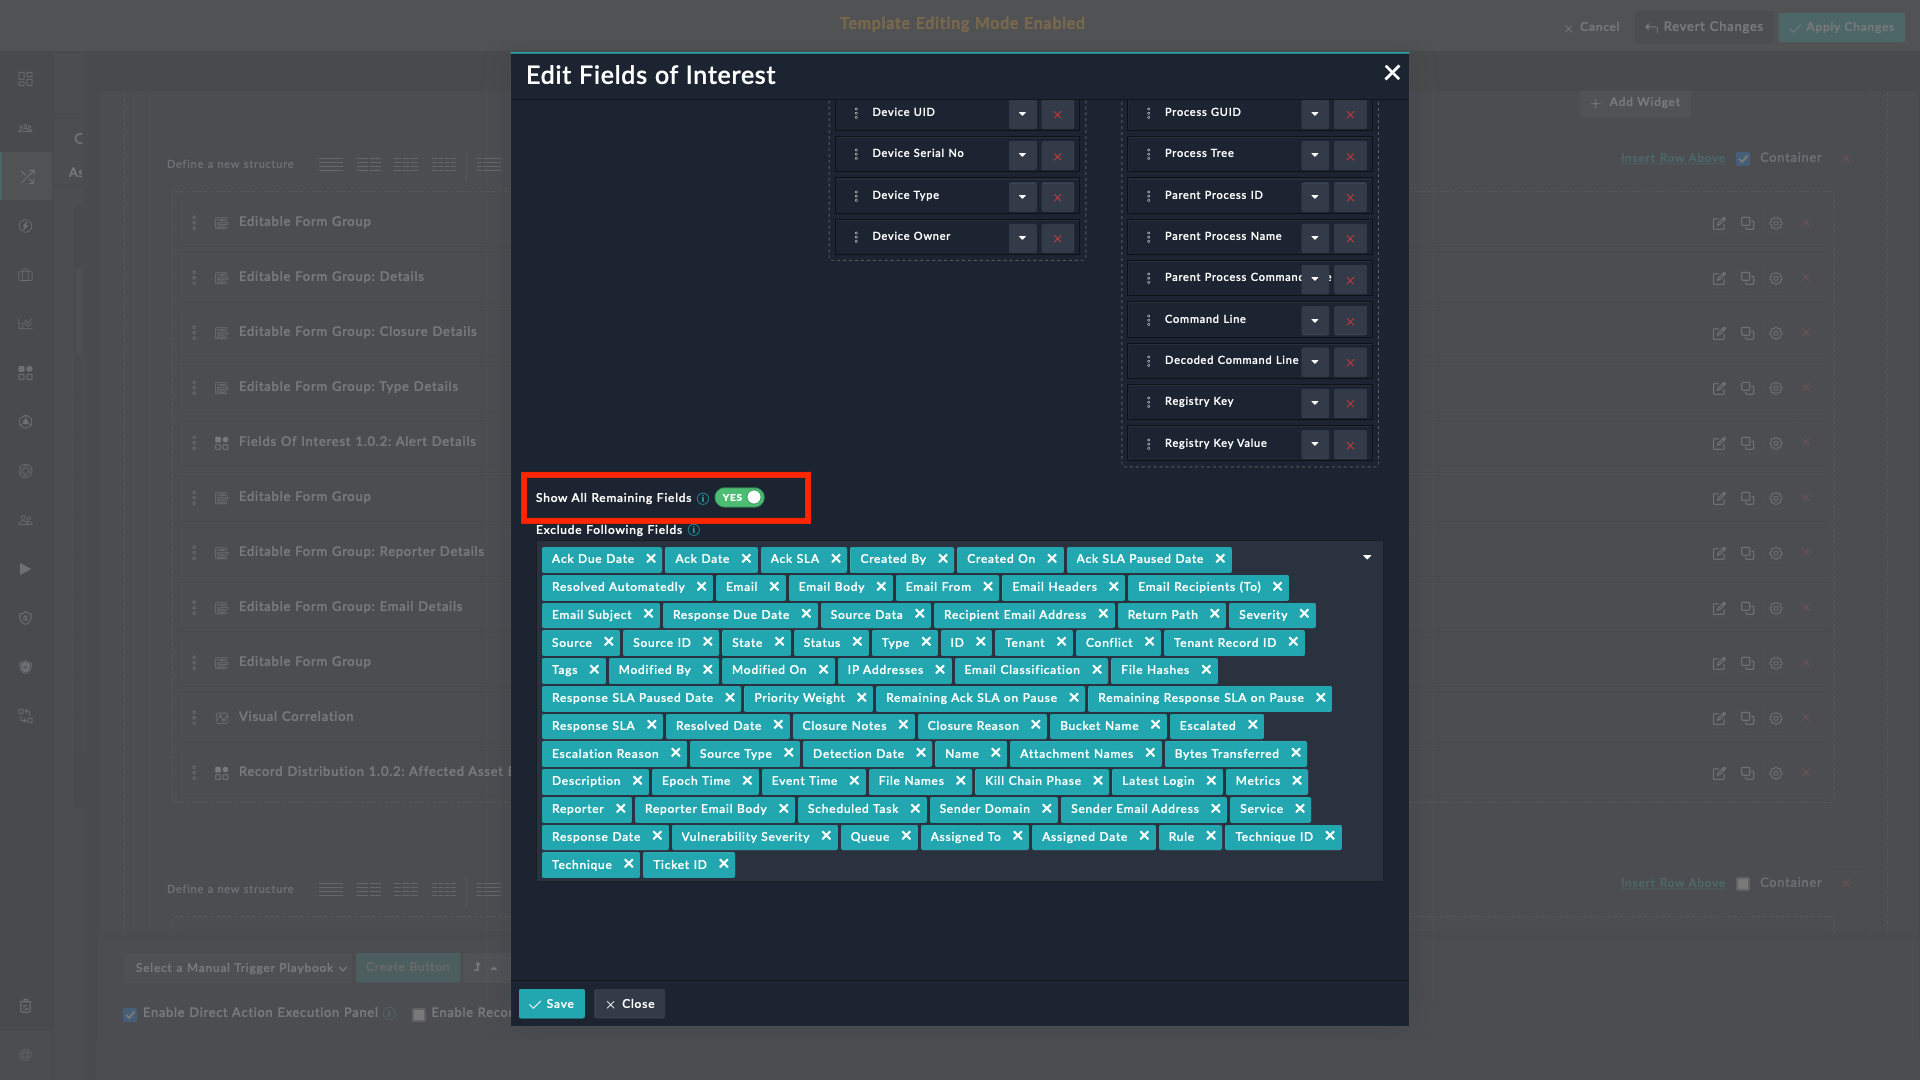 Template Editing Mode Enabled
Cancel
Revert Changes
Apply Changes
Edit Fields of Interest
Add Widget
Define a new structure
Insert Row Above
Container
Editable Form Group
Editable Form Group: Details
Editable Form Group: Closure Details
Editable Form Group: Type Details
Fields Of Interest 1.0.2: Alert Details
Editable Form Group
Editable Form Group: Reporter Details
Editable Form Group: Email Details
Editable Form Group
Visual Correlation
Record Distribution 1.0.2: Affected Asset
Device UID
Device Serial No
Device Type
Device Owner
Process GUID
Process Tree
Parent Process ID
Parent Process Name
Parent Process Command
Command Line
Decoded Command Line
Registry Key
Registry Key Value
Show All Remaining Fields YES
Exclude Following Fields
Ack Due Date Ack Date Ack SLA Created By Created On Ack SLA Paused Date
Resolved Automatedly Email Email Body Email From Email Headers Email Recipients (To)
Email Subject Response Due Date Source Data Recipient Email Address Return Path Severity
Source Source ID State Status Type ID Tenant Conflict Tenant Record ID
Tags Modified By Modified On IP Addresses Email Classification File Hashes
Response SLA Paused Date Priority Weight Remaining Ack SLA on Pause Remaining Response SLA on Pause
Response SLA Resolved Date Closure Notes Closure Reason Bucket Name Escalated
Escalation Reason Source Type Detection Date Name Attachment Names Bytes Transferred
Description Epoch Time Event Time File Names Kill Chain Phase Latest Login Metrics
Reporter Reporter Email Body Scheduled Task Sender Domain Sender Email Address Service
Response Date Vulnerability Severity Queue Assigned To Assigned Date Rule Technique ID
Technique Ticket ID
Define a new structure
Insert Row Above
Container
Select a Manual Trigger Playbook
Create Button
Enable Direct Action Execution Panel
Enable
Save
Close